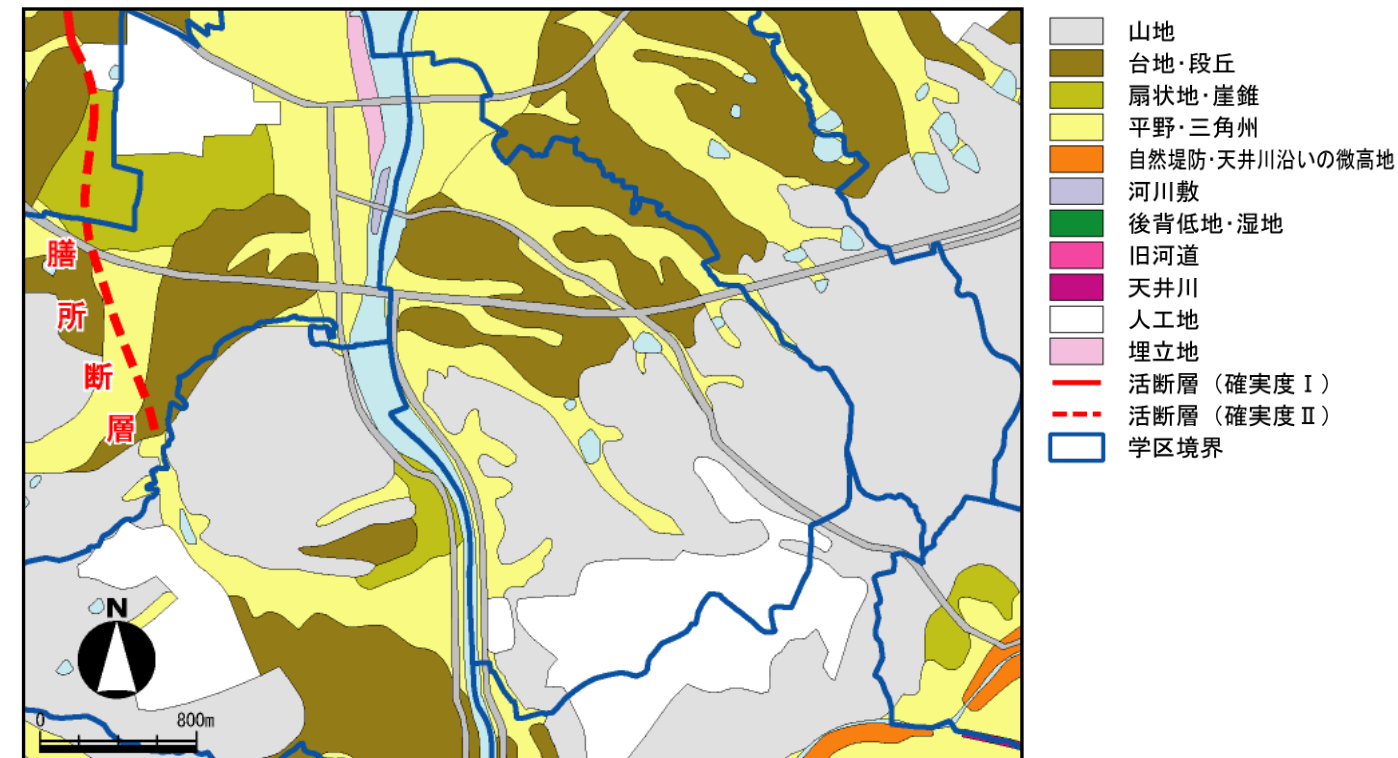 膳所断層
N
0 800m
山地
台地・段丘
扇状地・崖錐
平野・三角州
自然堤防・天井川沿いの微高地
河川敷
後背低地・湿地
旧河道
天井川
人工地
埋立地
活断層（確実度Ⅰ）
活断層（確実度Ⅱ）
学区境界